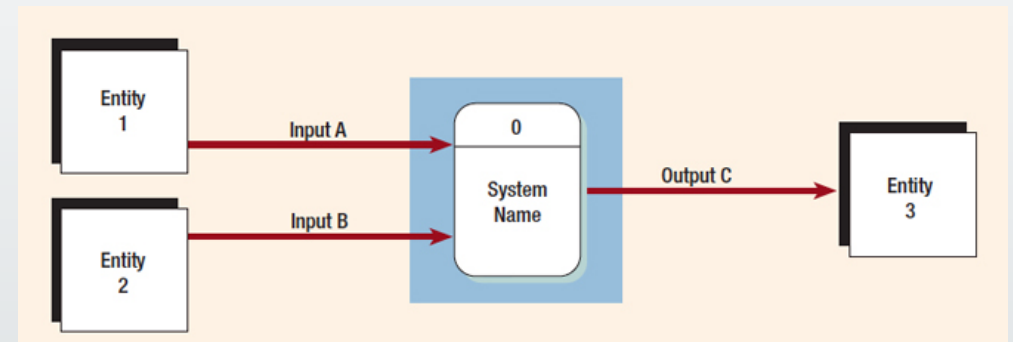 Entity
1
Input A
0
System
Name
Output C
Entity
3
Input B
Entity
2